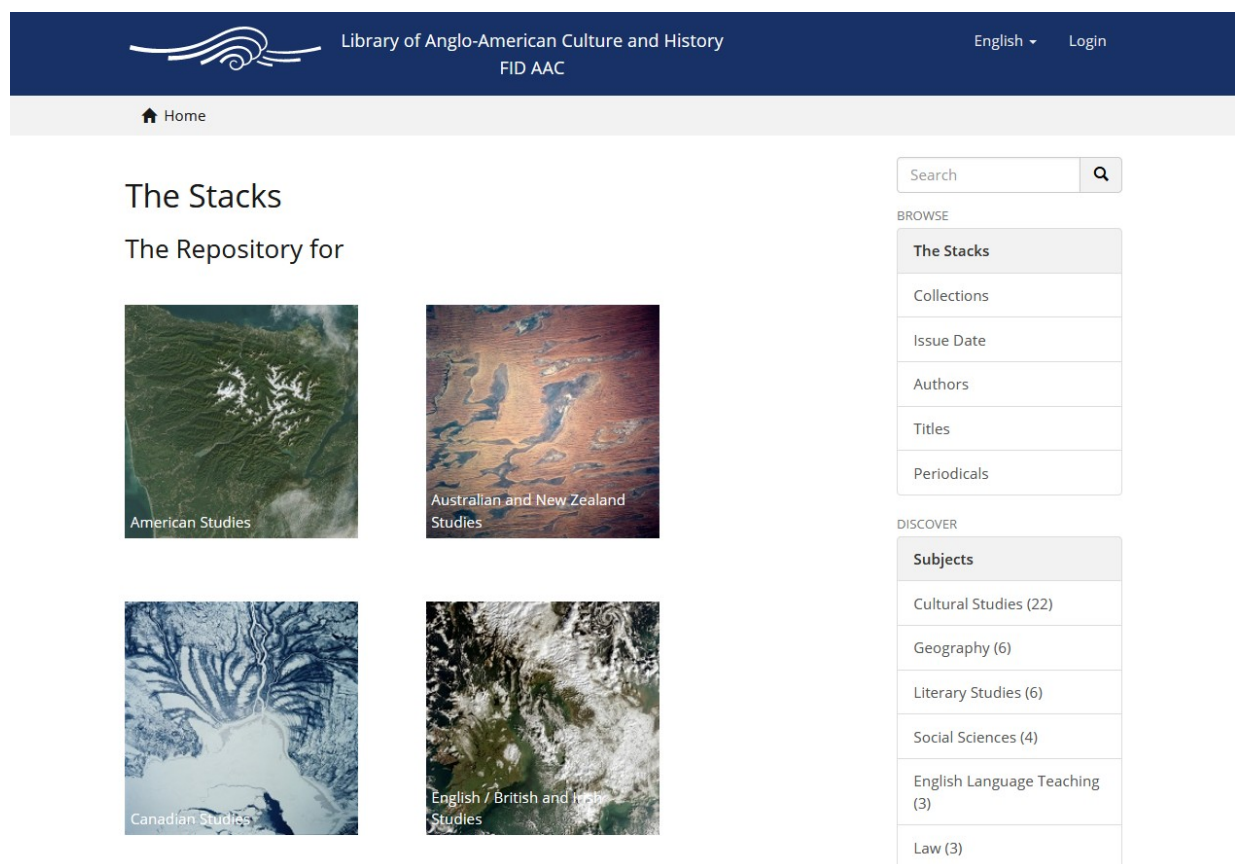 Library of Anglo-American Culture and History
FID AAC
English
Login
Home
The Stacks
The Repository for
American Studies
Australian and New Zealand
Studies
Canadian Studies
English / British and Irish
Studies
Search
BROWSE
The Stacks
Collections
Issue Date
Authors
Titles
Periodicals
DISCOVER
Subjects
Cultural Studies (22)
Geography (6)
Literary Studies (6)
Social Sciences (4)
English Language Teaching
(3)
Law (3)